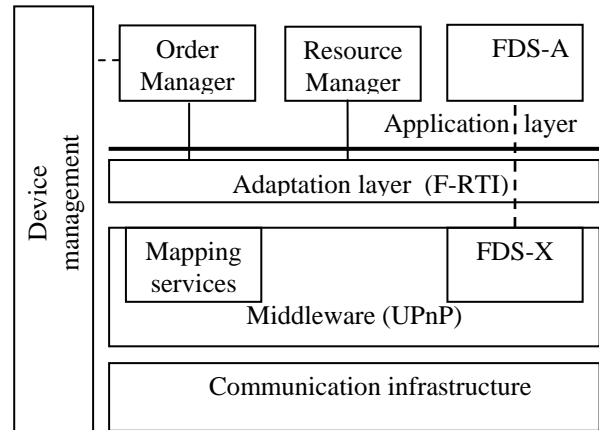 Device
management
Order
Manager
Resource
Manager
FDS-A
Application layer
Adaptation layer (F-RTI)
Mapping
services
FDS-X
Middleware (UPnP)
Communication infrastructure